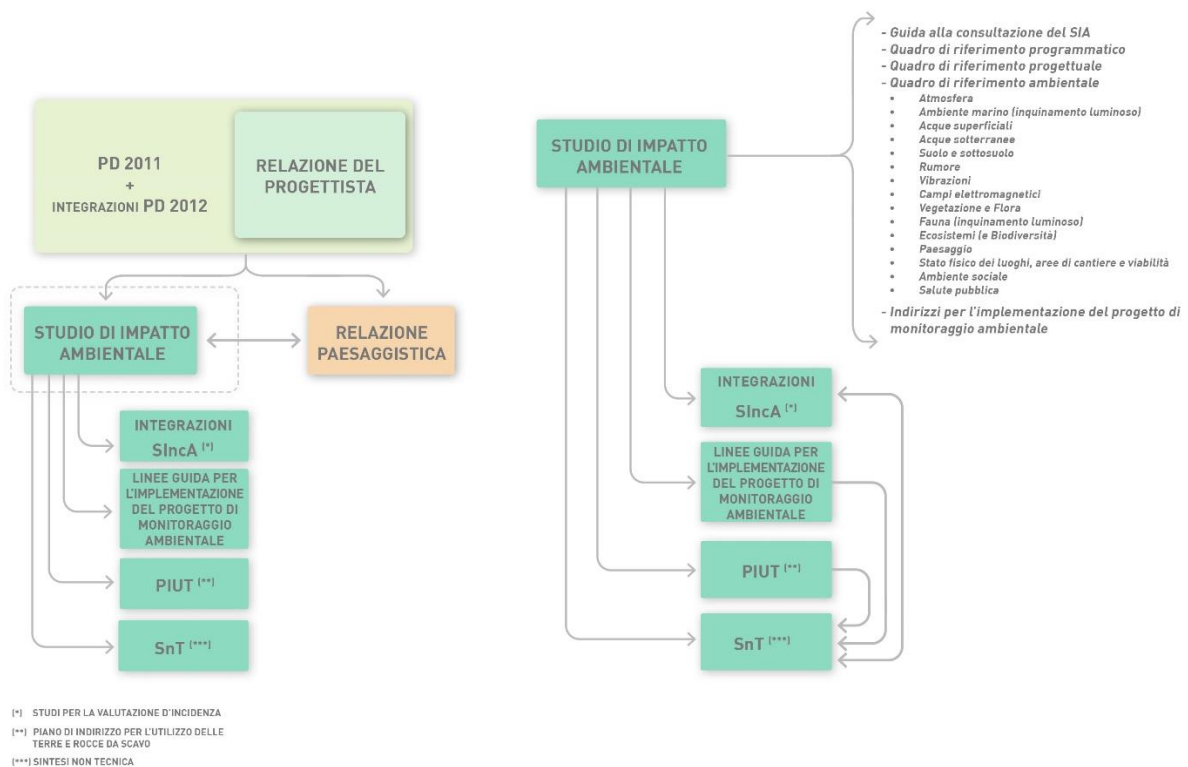 PD 2011
+
INTEGRAZIONI PD 2012
RELAZIONE DEL
PROGETTISTA
STUDIO DI IMPATTO
AMBIENTALE
RELAZIONE
PAESAGGISTICA
INTEGRAZIONI
SIncA (*)
LINEE GUIDA PER
L'IMPLEMENTAZIONE
DEL PROGETTO DI
MONITORAGGIO
AMBIENTALE
PIUT (**)
SnT (***)
(*) STUDI PER LA VALUTAZIONE D'INCIDENZA
(**) PIANO DI INDIRIZZO PER L'UTILIZZO DELLE
TERRE E ROCCE DA SCAVO
(***) SINTESI NON TECNICA
STUDIO DI IMPATTO
AMBIENTALE
- Guida alla consultazione del SIA
- Quadro di riferimento programmatico
- Quadro di riferimento progettuale
- Quadro di riferimento ambientale
• Atmosfera
• Ambiente marino (inquinamento luminoso)
• Acque superficiali
• Acque sotterranee
• Suolo e sottosuolo
• Rumore
• Vibrazioni
• Campi elettromagnetici
• Vegetazione e Flora
• Fauna (inquinamento luminoso)
• Ecosistemi (e Biodiversità)
• Paesaggio
• Stato fisico dei luoghi, aree di cantiere e viabilità
• Ambiente sociale
• Salute pubblica
- Indirizzi per l'implementazione del progetto di
monitoraggio ambientale
INTEGRAZIONI
SIncA (*)
LINEE GUIDA PER
L'IMPLEMENTAZIONE
DEL PROGETTO DI
MONITORAGGIO
AMBIENTALE
PIUT (**)
SnT (***)